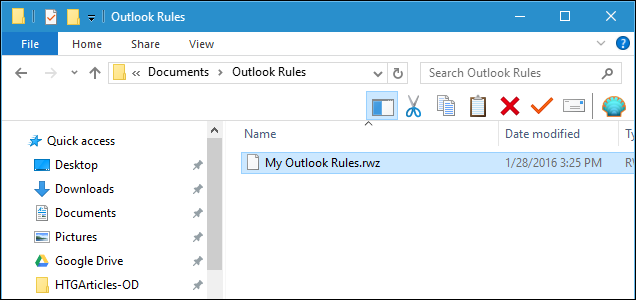 Outlook Rules
File Home Share View
Documents Outlook Rules Search Outlook Rules
Name Date modified Ty
Quick access
My Outlook Rules.rwz 1/28/2016 3:25 PM RW
Desktop
Downloads
Documents
Pictures
Google Drive
HTGArticles-OD